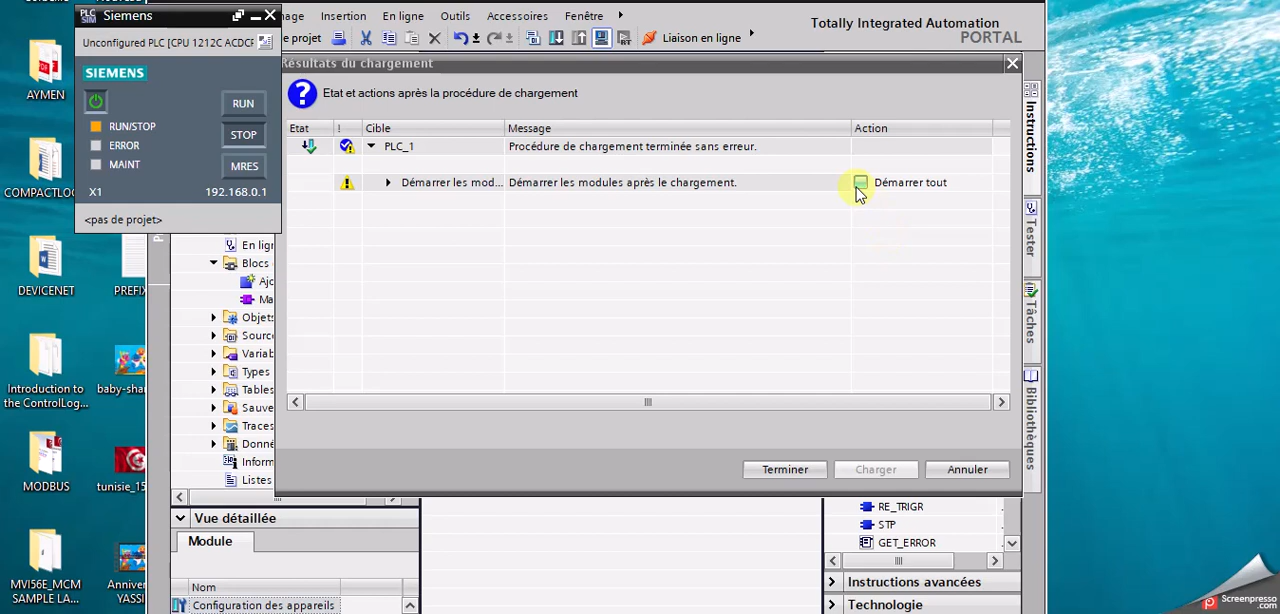 Siemens
Unconfigured PLC [CPU 1212C ACDCR
SIEMENS
RUN
RUN/STOP
STOP
ERROR
MAINT
MRES
X1
192.168.0.1
<pas de projet>
Insertion En ligne Outils Accessoires Fenêtre
Totally Integrated Automation
PORTAL
projet
Liaison en ligne
Résultats du chargement
Etat et actions après la procédure de chargement
Etat ! Cible Message Action
PLC_1 Procédure de chargement terminée sans erreur.
Démarrer les mod... Démarrer les modules après le chargement. Démarrer tout
Terminer Charger Annuler
En lign
Blocs
Ajc
Ma
Objets
Source
Variab
Types
Tables
Sauve
Traces
Donné
Inform
Listes
Vue détaillée
Module
Nom
Configuration des appareils
Instructions
Tester
Tâches
Bibliothèques
RE_TRIGR
STP
GET_ERROR
Instructions avancées
Technologie
AYMEN
COMPACTLOG
DEVICENET
PREFIX
Introduction to
the ControlLog...
baby-sha
MODBUS
tunisie_15
MVI56E_MCM
SAMPLE LA...
Anniver
YASSI
Screenpresso
.com